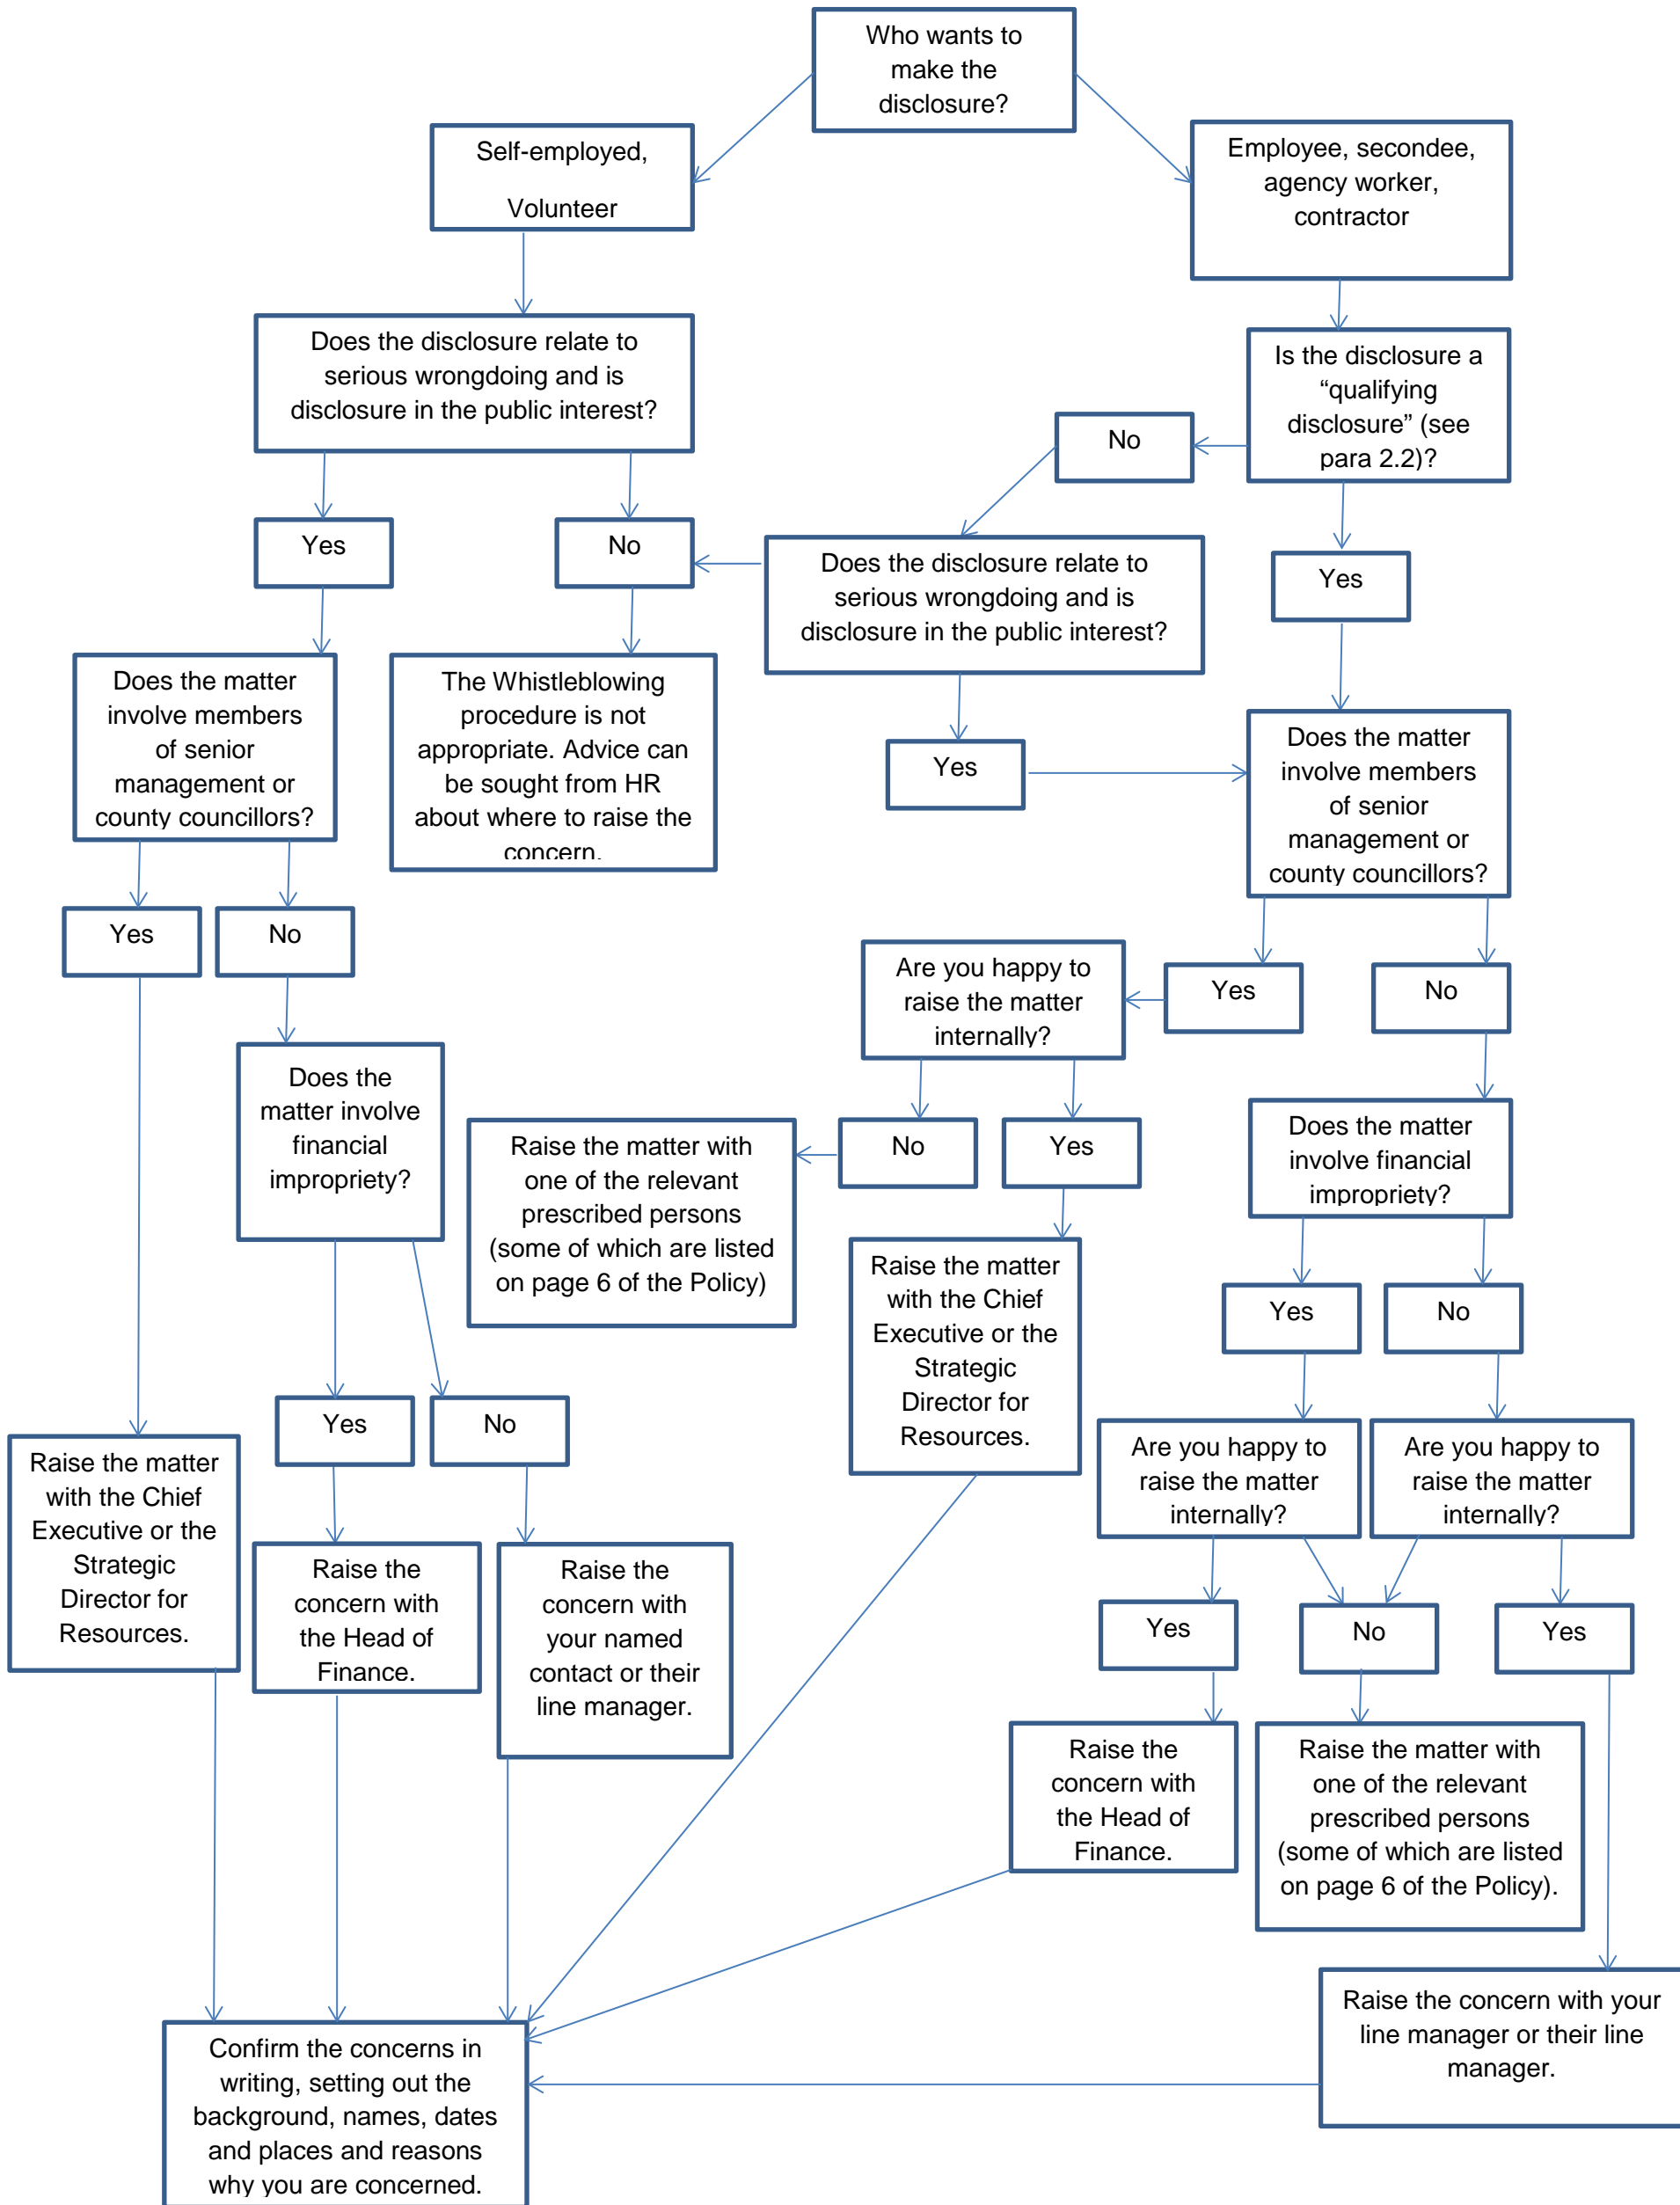 Who wants to
make the
disclosure?
Self-employed,
Volunteer
Employee, secondee,
agency worker,
contractor
Does the disclosure relate to
serious wrongdoing and is
disclosure in the public interest?
Is the disclosure a
“qualifying
disclosure” (see
para 2.2)?
No
Yes
No
Does the disclosure relate to
serious wrongdoing and is
disclosure in the public interest?
Yes
Does the matter
involve members
of senior
management or
county councillors?
The Whistleblowing
procedure is not
appropriate. Advice can
be sought from HR
about where to raise the
concern.
Yes
Does the matter
involve members
of senior
management or
county councillors?
Yes
No
Are you happy to
raise the matter
internally?
Yes
No
Does the
matter involve
financial
impropriety?
Raise the matter with
one of the relevant
prescribed persons
(some of which are listed
on page 6 of the Policy)
No
Yes
Does the matter
involve financial
impropriety?
Raise the matter
with the Chief
Executive or the
Strategic
Director for
Resources.
Yes
No
Yes
No
Raise the matter
with the Chief
Executive or the
Strategic
Director for
Resources.
Are you happy to
raise the matter
internally?
Are you happy to
raise the matter
internally?
Raise the
concern with
the Head of
Finance.
Raise the
concern with
your named
contact or their
line manager.
Yes
No
Yes
Raise the
concern with
the Head of
Finance.
Raise the matter with
one of the relevant
prescribed persons
(some of which are listed
on page 6 of the Policy).
Raise the concern with your
line manager or their line
manager.
Confirm the concerns in
writing, setting out the
background, names, dates
and places and reasons
why you are concerned.